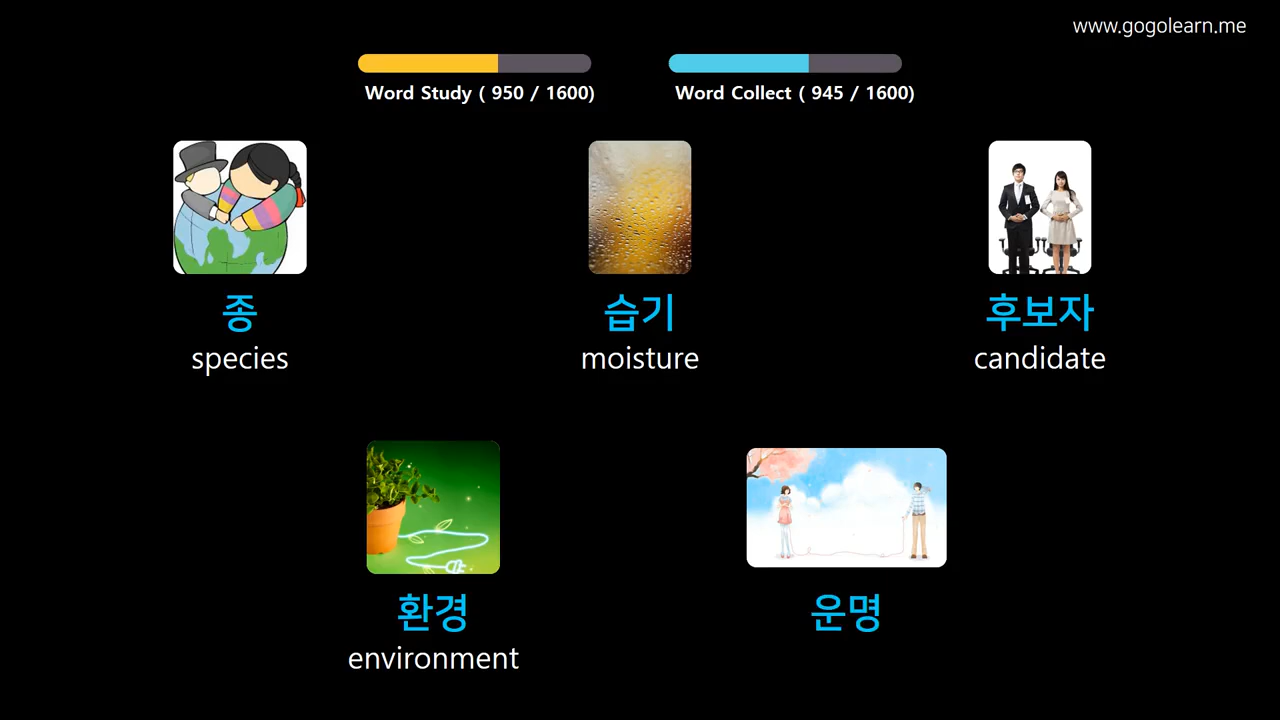 www.gogolearn.me
Word Study ( 950 / 1600)
Word Collect ( 945 / 1600)
종
species
습기
moisture
후보자
candidate
환경
environment
운명